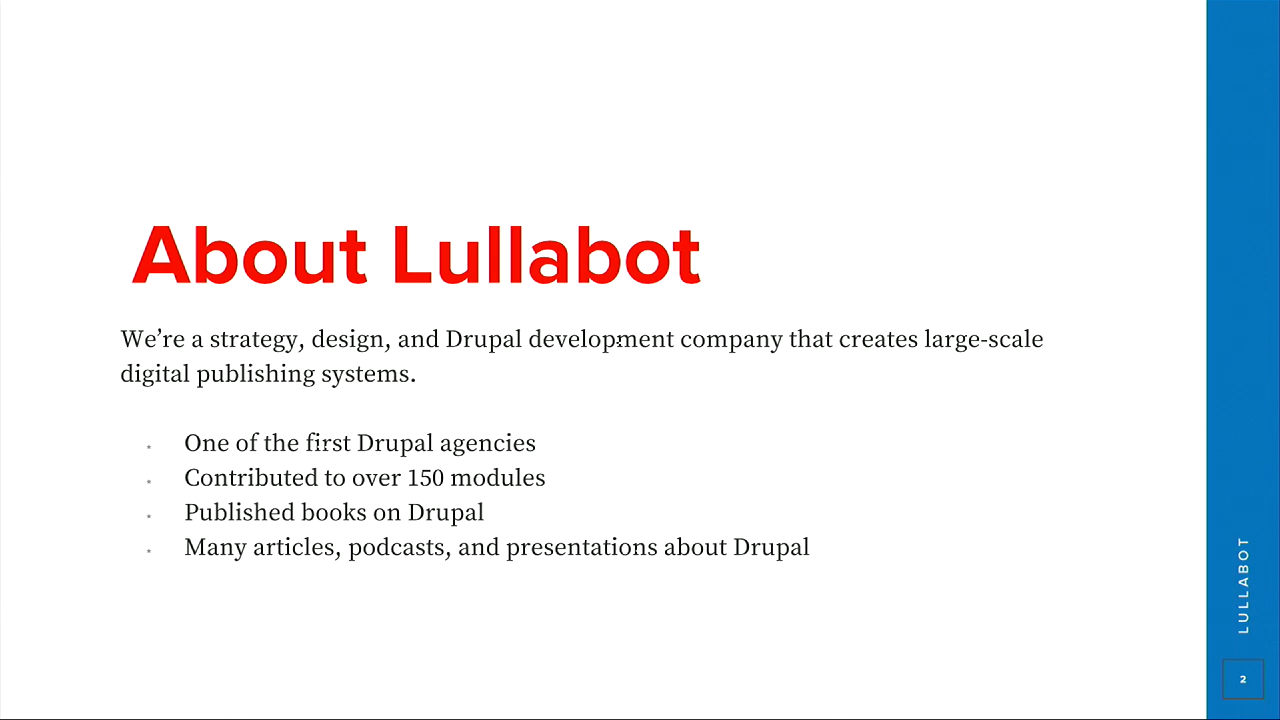 About Lullabot
We’re a strategy, design, and Drupal development company that creates large-scale
digital publishing systems.
One of the first Drupal agencies
Contributed to over 150 modules
Published books on Drupal
Many articles, podcasts, and presentations about Drupal
LULLABOT
2